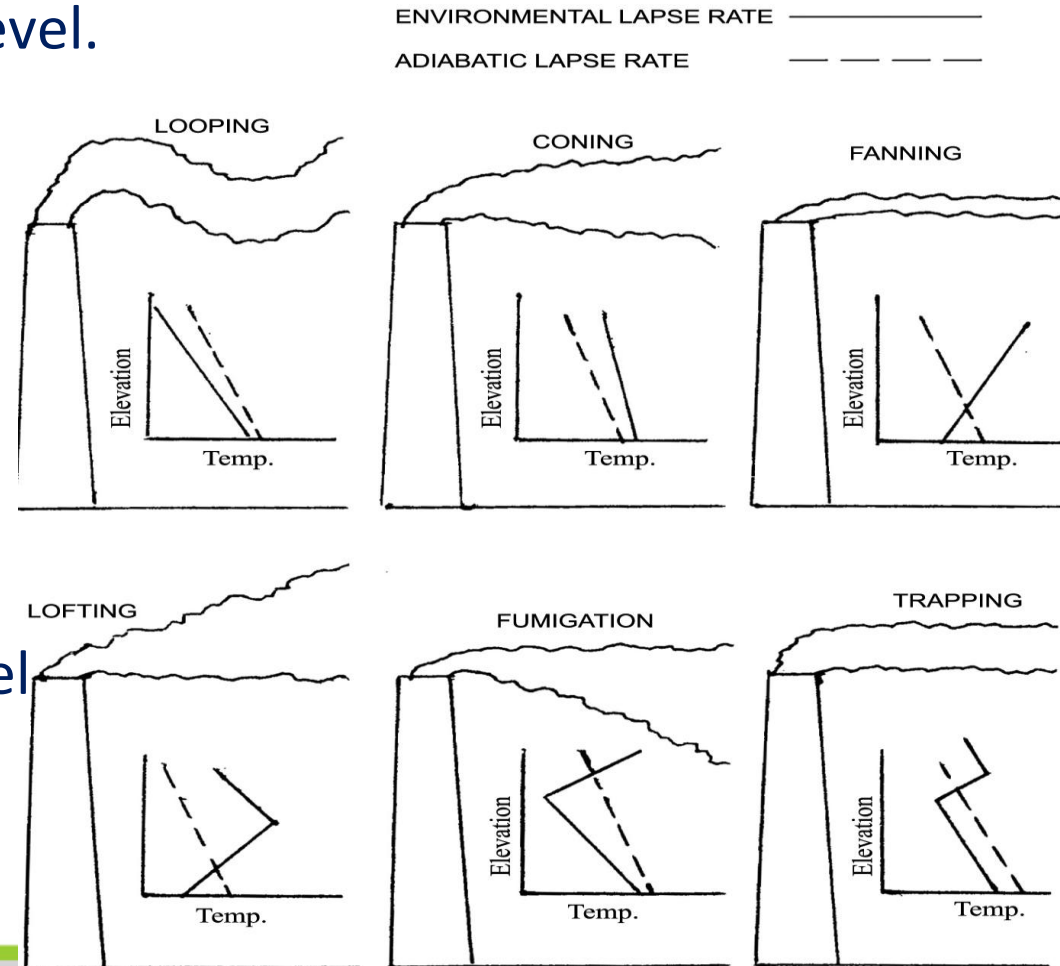 evel.
ENVIRONMENTAL LAPSE RATE
ADIABATIC LAPSE RATE
LOOPING
CONING
FANNING
Elevation
Temp.
Elevation
Temp.
Elevation
Temp.
LOFTING
FUMIGATION
TRAPPING
el
Temp.
Elevation
Temp.
Elevation
Temp.